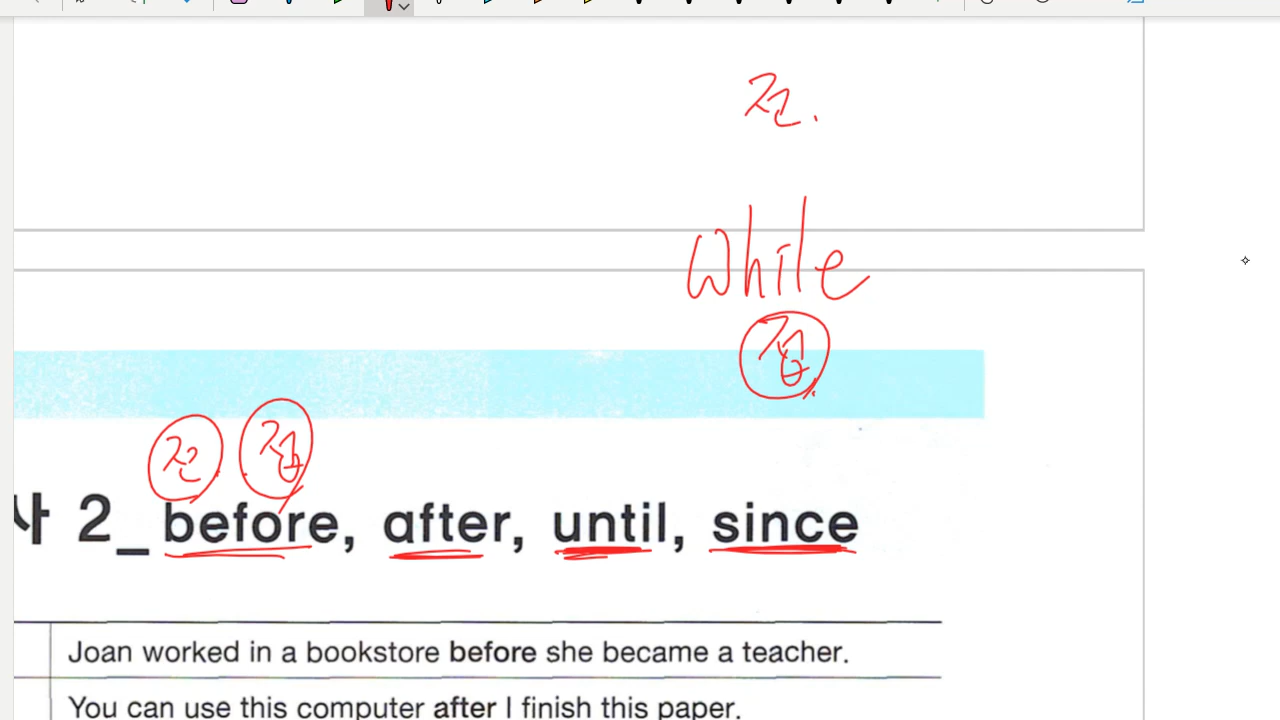 전.
While
접
전 접
사 2_ before, after, until, since
Joan worked in a bookstore before she became a teacher.
You can use this computer after I finish this paper.